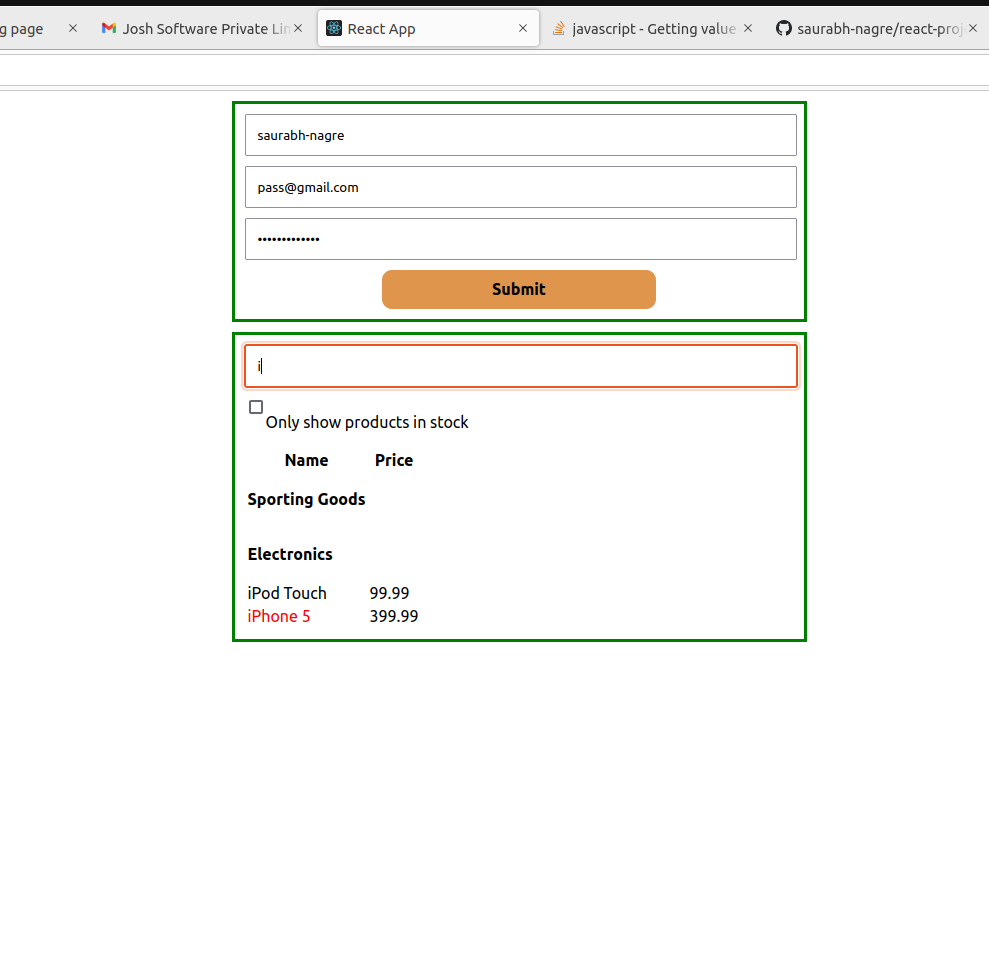 g page × Josh Software Private Lin × React App × javascript - Getting value × saurabh-nagre/react-proj ×
saurabh-nagre
pass@gmail.com
•••••••••••••
Submit
i
Only show products in stock
Name Price
Sporting Goods
Electronics
iPod Touch 99.99
iPhone 5 399.99